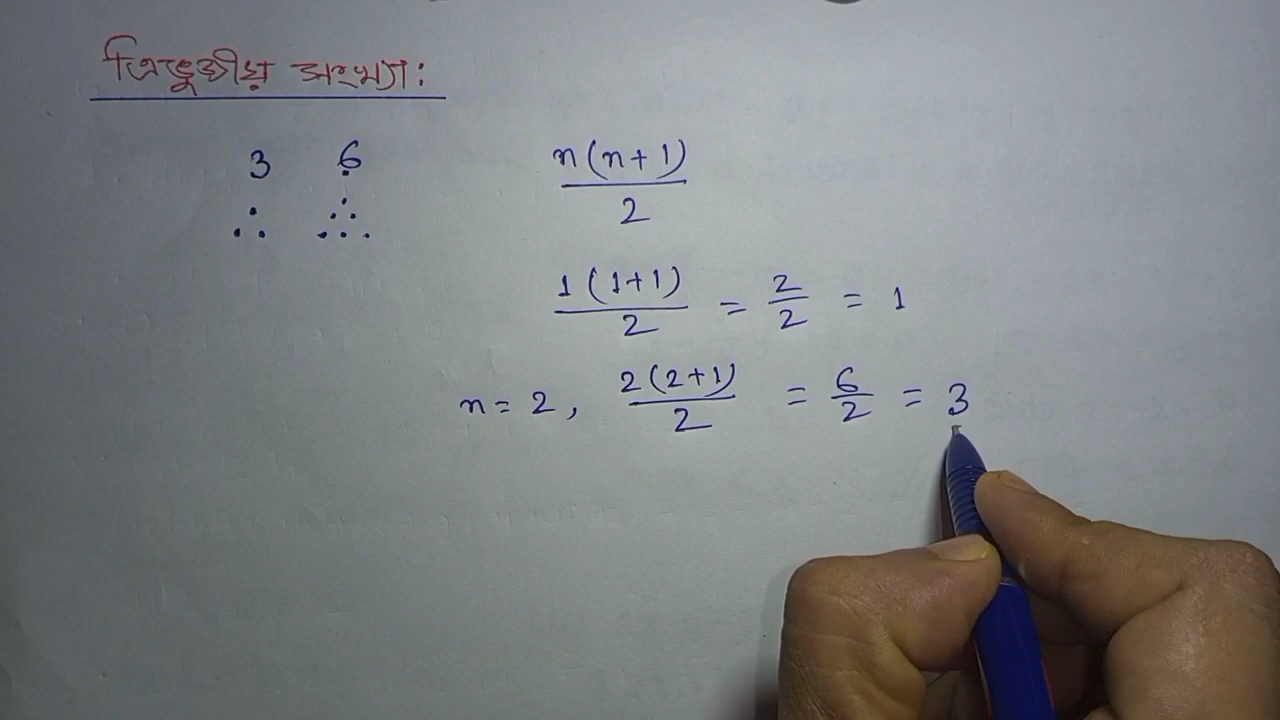 ত্রিভুজীয় সংখ্যা:
3 6
n(n+1)/2
1(1+1)/2 = 2/2 = 1
n = 2, 2(2+1)/2 = 6/2 = 3